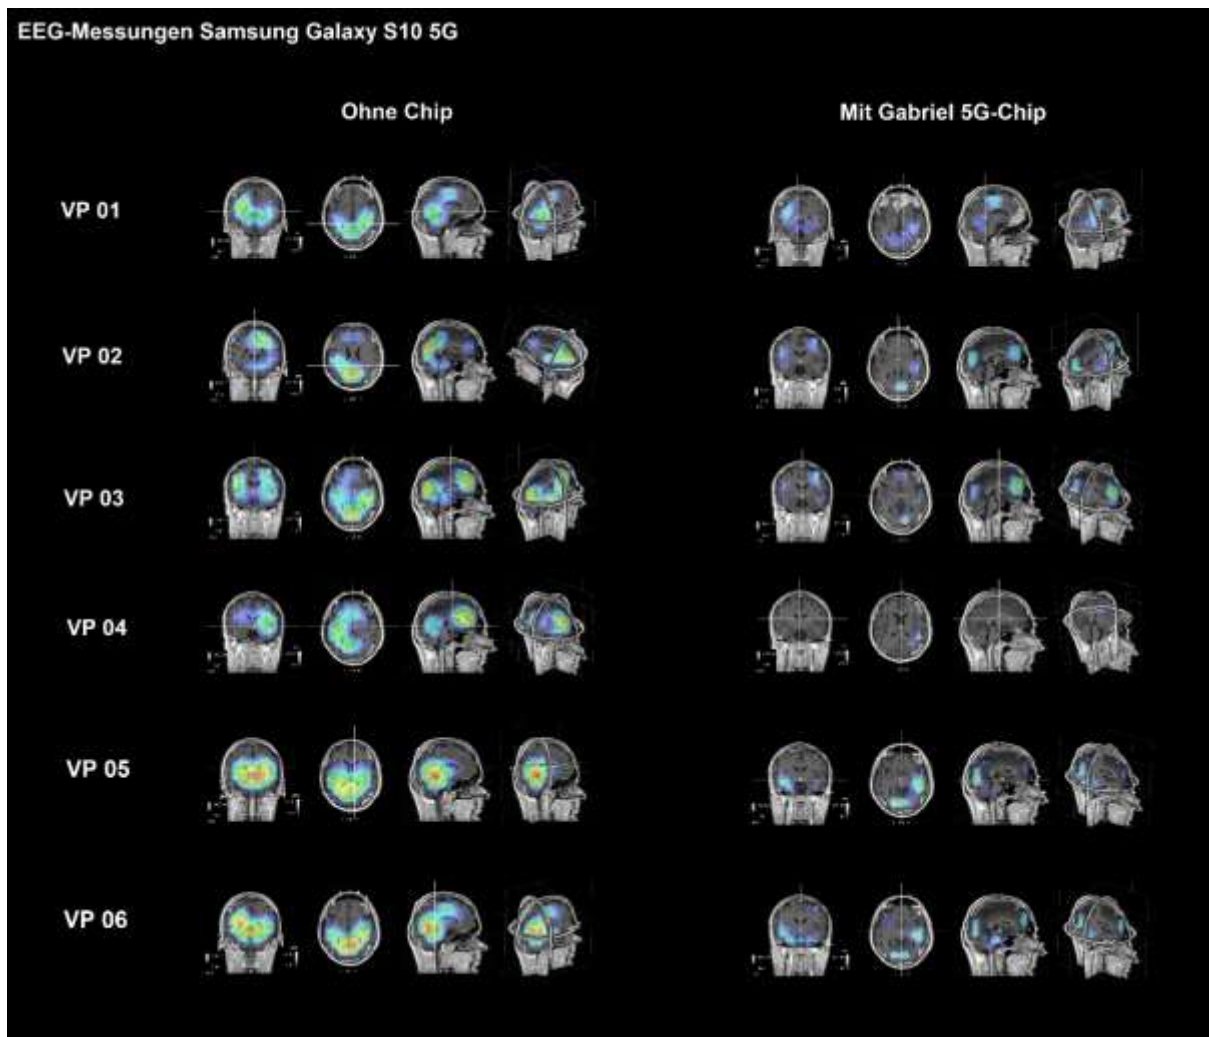 EEG-Messungen Samsung Galaxy S10 5G
Ohne Chip
Mit Gabriel 5G-Chip
VP 01
VP 02
VP 03
VP 04
VP 05
VP 06